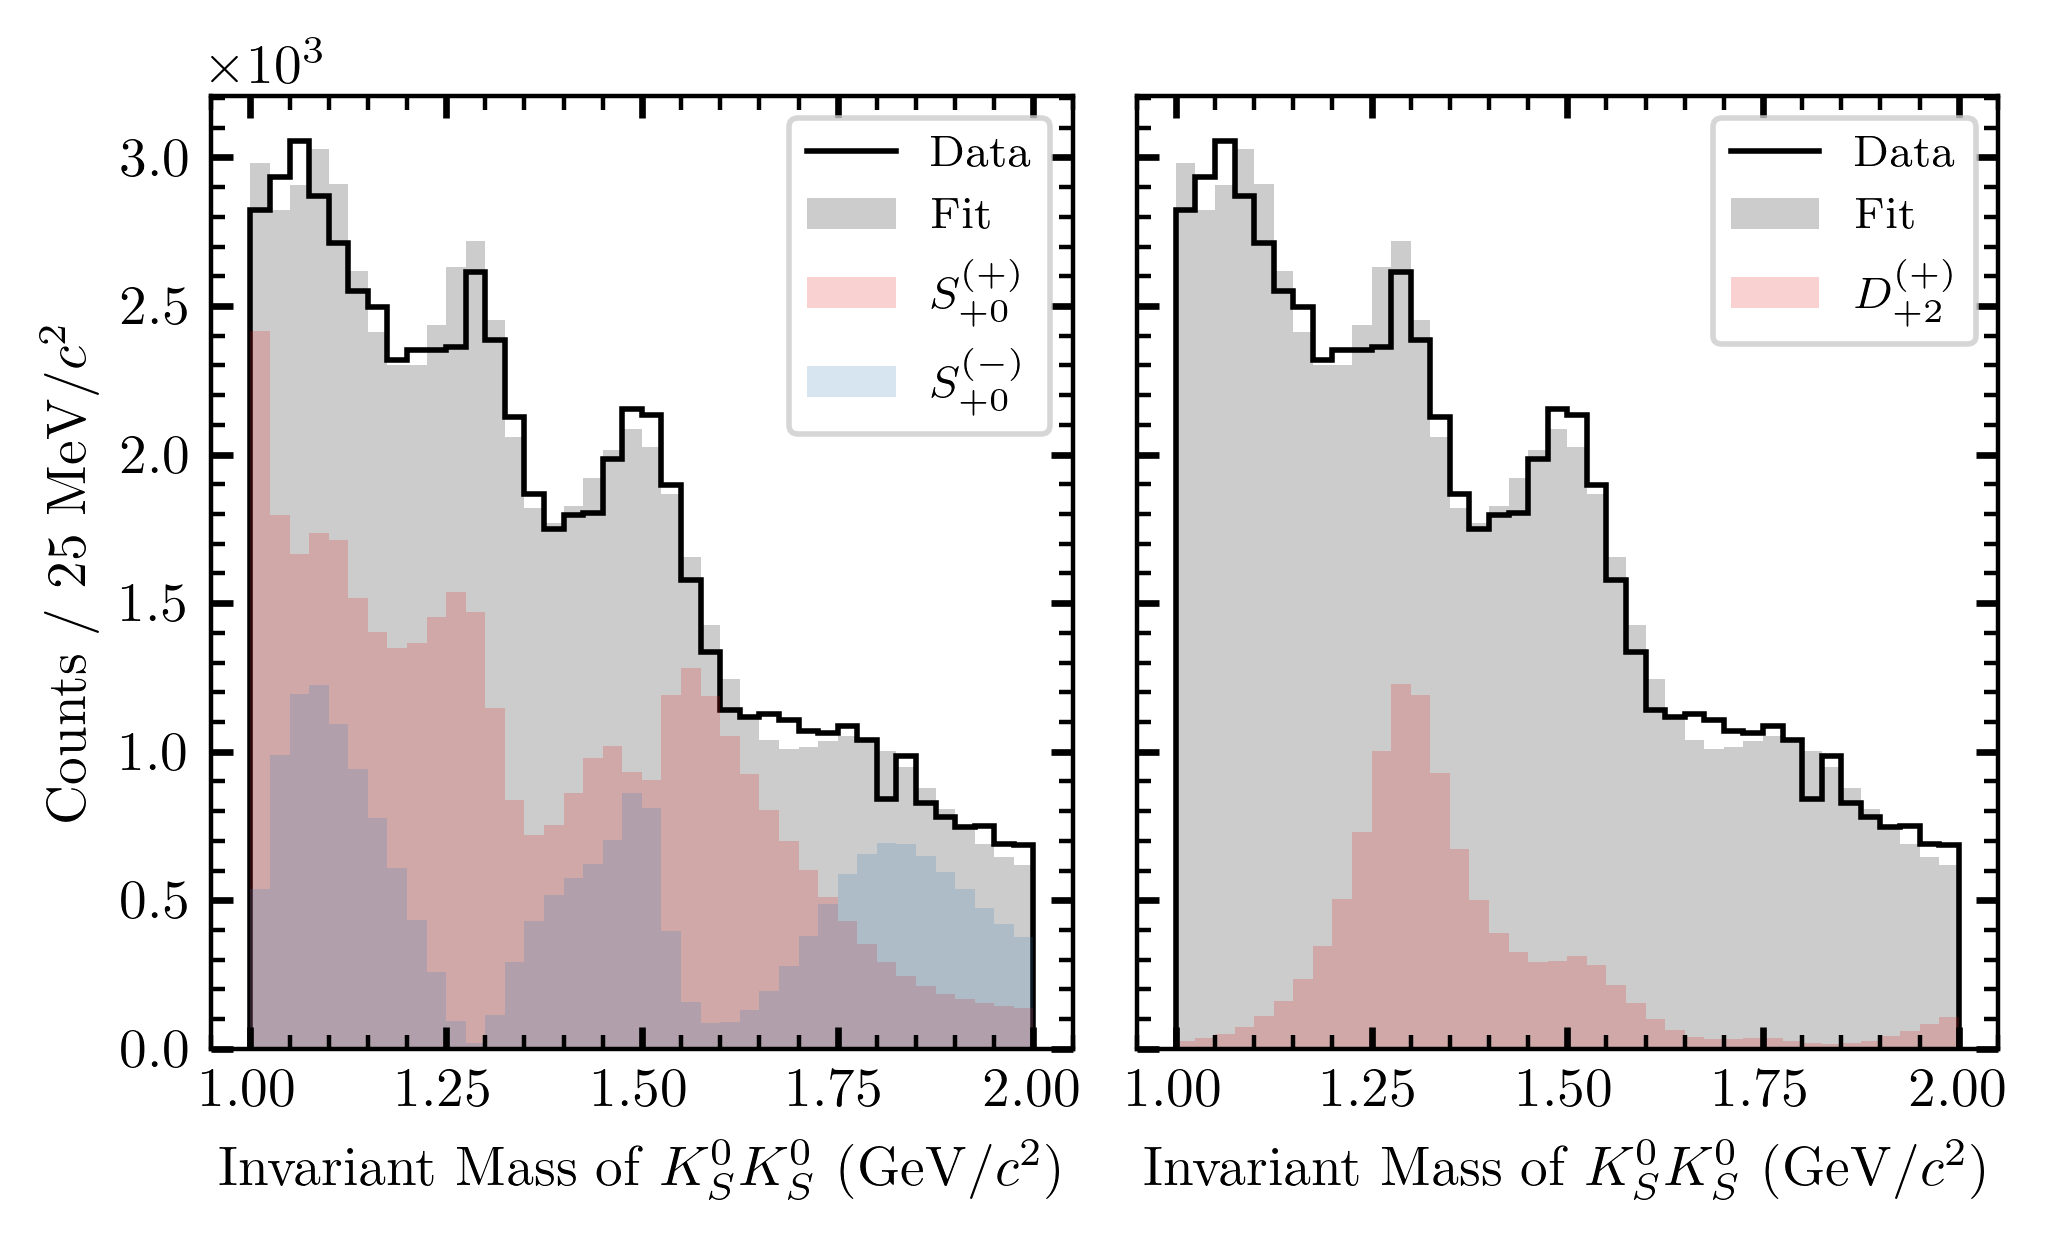 ×10³
Counts / 25 MeV/c²
3.0
2.5
2.0
1.5
1.0
0.5
0.0
Data
Fit
S₊₀⁽⁺⁾
S₊₀⁽⁻⁾
1.00 1.25 1.50 1.75 2.00
Invariant Mass of K⁰_S K⁰_S (GeV/c²)
Data
Fit
D₊₂⁽⁺⁾
1.00 1.25 1.50 1.75 2.00
Invariant Mass of K⁰_S K⁰_S (GeV/c²)